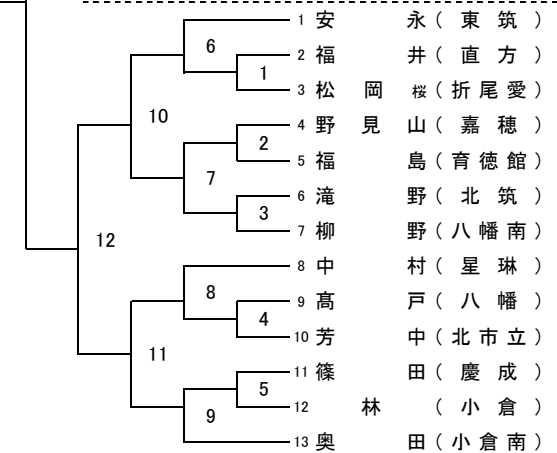 1 安 永 ( 東 筑 )
6
2 福 井 ( 直 方 )
1
3 松 岡 桜 ( 折 尾 愛 )
10
4 野 見 山 ( 嘉 穂 )
2
5 福 島 ( 育 徳 館 )
7
6 滝 野 ( 北 筑 )
3
7 柳 野 ( 八 幡 南 )
12
8 中 村 ( 星 琳 )
8
9 髙 戸 ( 八 幡 )
4
10 芳 中 ( 北 市 立 )
11
11 篠 田 ( 慶 成 )
5
12 林 ( 小 倉 )
9
13 奥 田 ( 小 倉 南 )